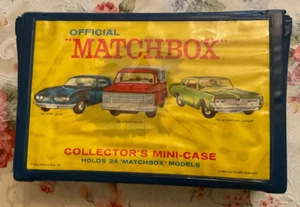 OFFICIAL
"MATCHBOX"
COLLECTOR'S MINI-CASE
HOLDS 24 "MATCHBOX" MODELS